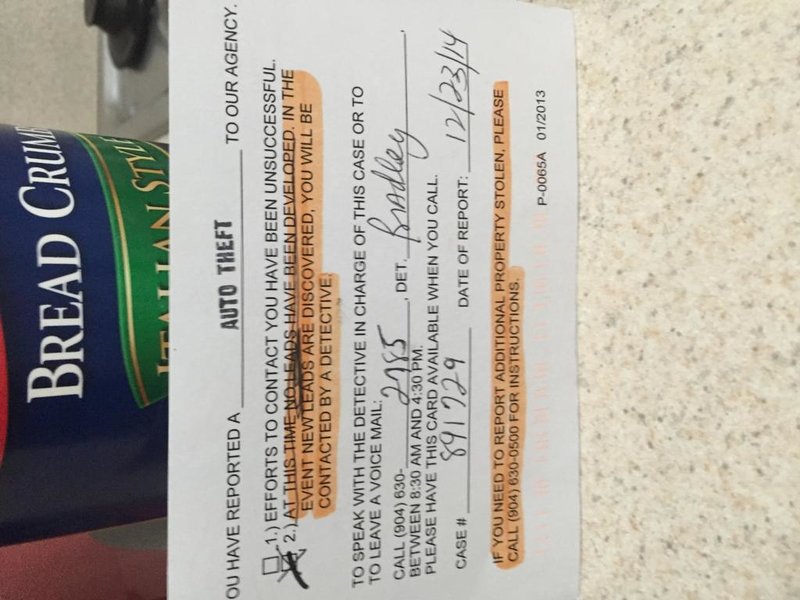 BREAD CRUM
ITALIAN STYLE
OU HAVE REPORTED A AUTO THEFT TO OUR AGENCY.
1.) EFFORTS TO CONTACT YOU HAVE BEEN UNSUCCESSFUL.
2.) AT THIS TIME NO LEADS HAVE BEEN DEVELOPED. IN THE
EVENT NEW LEADS ARE DISCOVERED, YOU WILL BE
CONTACTED BY A DETECTIVE.
TO SPEAK WITH THE DETECTIVE IN CHARGE OF THIS CASE OR TO
TO LEAVE A VOICE MAIL:
CALL (904) 630-2785, DET. Bradley,
BETWEEN 8:30 AM AND 4:30 PM.
PLEASE HAVE THIS CARD AVAILABLE WHEN YOU CALL.
CASE # 891729 DATE OF REPORT: 12/23/14
IF YOU NEED TO REPORT ADDITIONAL PROPERTY STOLEN, PLEASE
CALL (904) 630-0500 FOR INSTRUCTIONS.
P-0065A 01/2013